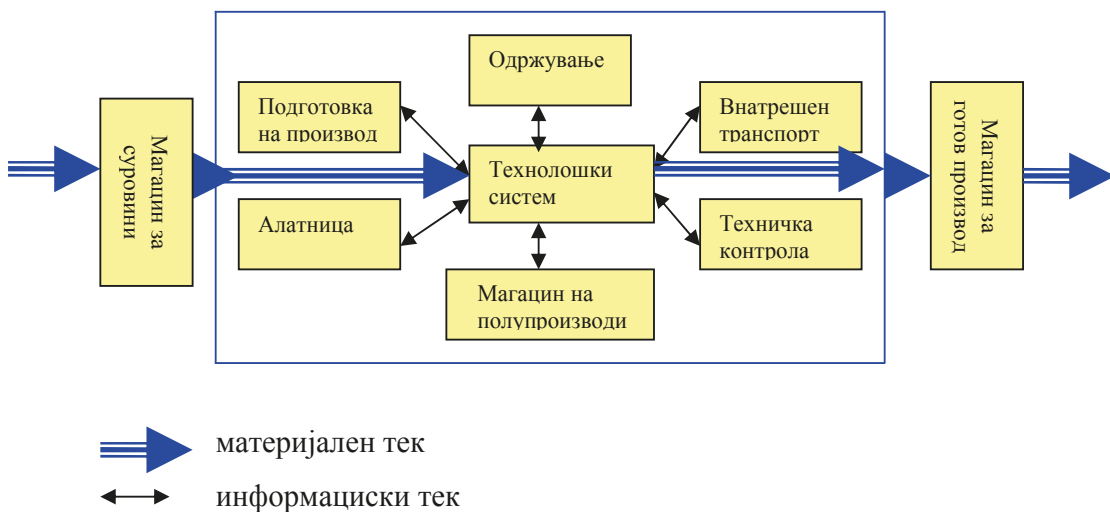 Одржување
Подготовка
на производ
Внатрешен
транспорт
Магацин за
суровини
Технолошки
систем
Магацин за
готов производ
Алатница
Техничка
контрола
Магацин на
полупроизводи
материјален тек
информациски тек